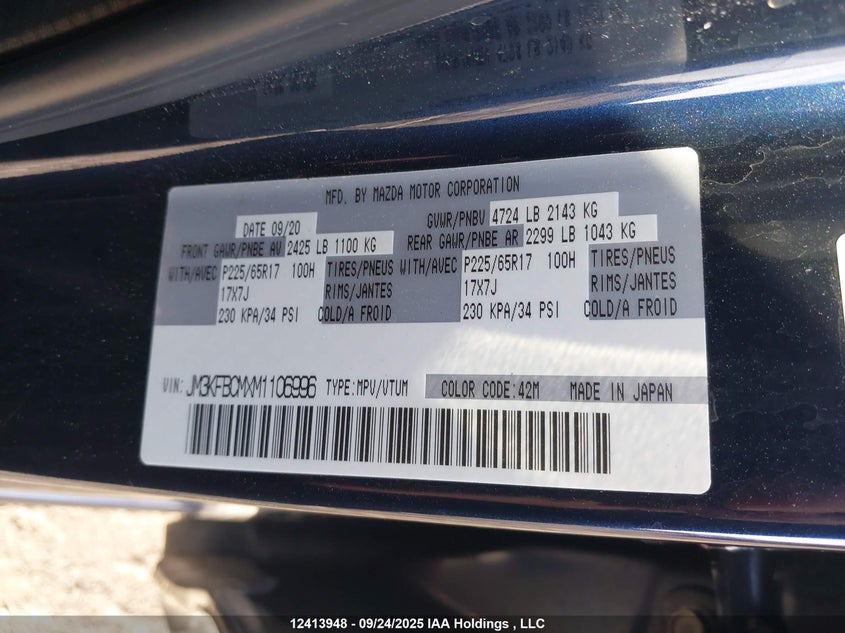 MFD. BY MAZDA MOTOR CORPORATION
DATE 09/20 GVWR/PNBV 4724 LB 2143 KG
FRONT GAWR/PNBE AV 2425 LB 1100 KG REAR GAWR/PNBE AR 2299 LB 1043 KG
WITH/AVEC P225/65R17 100H TIRES/PNEUS WITH/AVEC P225/65R17 100H TIRES/PNEUS
17X7J RIMS/JANTES 17X7J RIMS/JANTES
230 KPA/34 PSI COLD/A FROID 230 KPA/34 PSI COLD/A FROID
VIN: JM3KFBCMXM1106996 TYPE:MPV/VTUM COLOR CODE:42M MADE IN JAPAN
12413948 - 09/24/2025 IAA Holdings , LLC